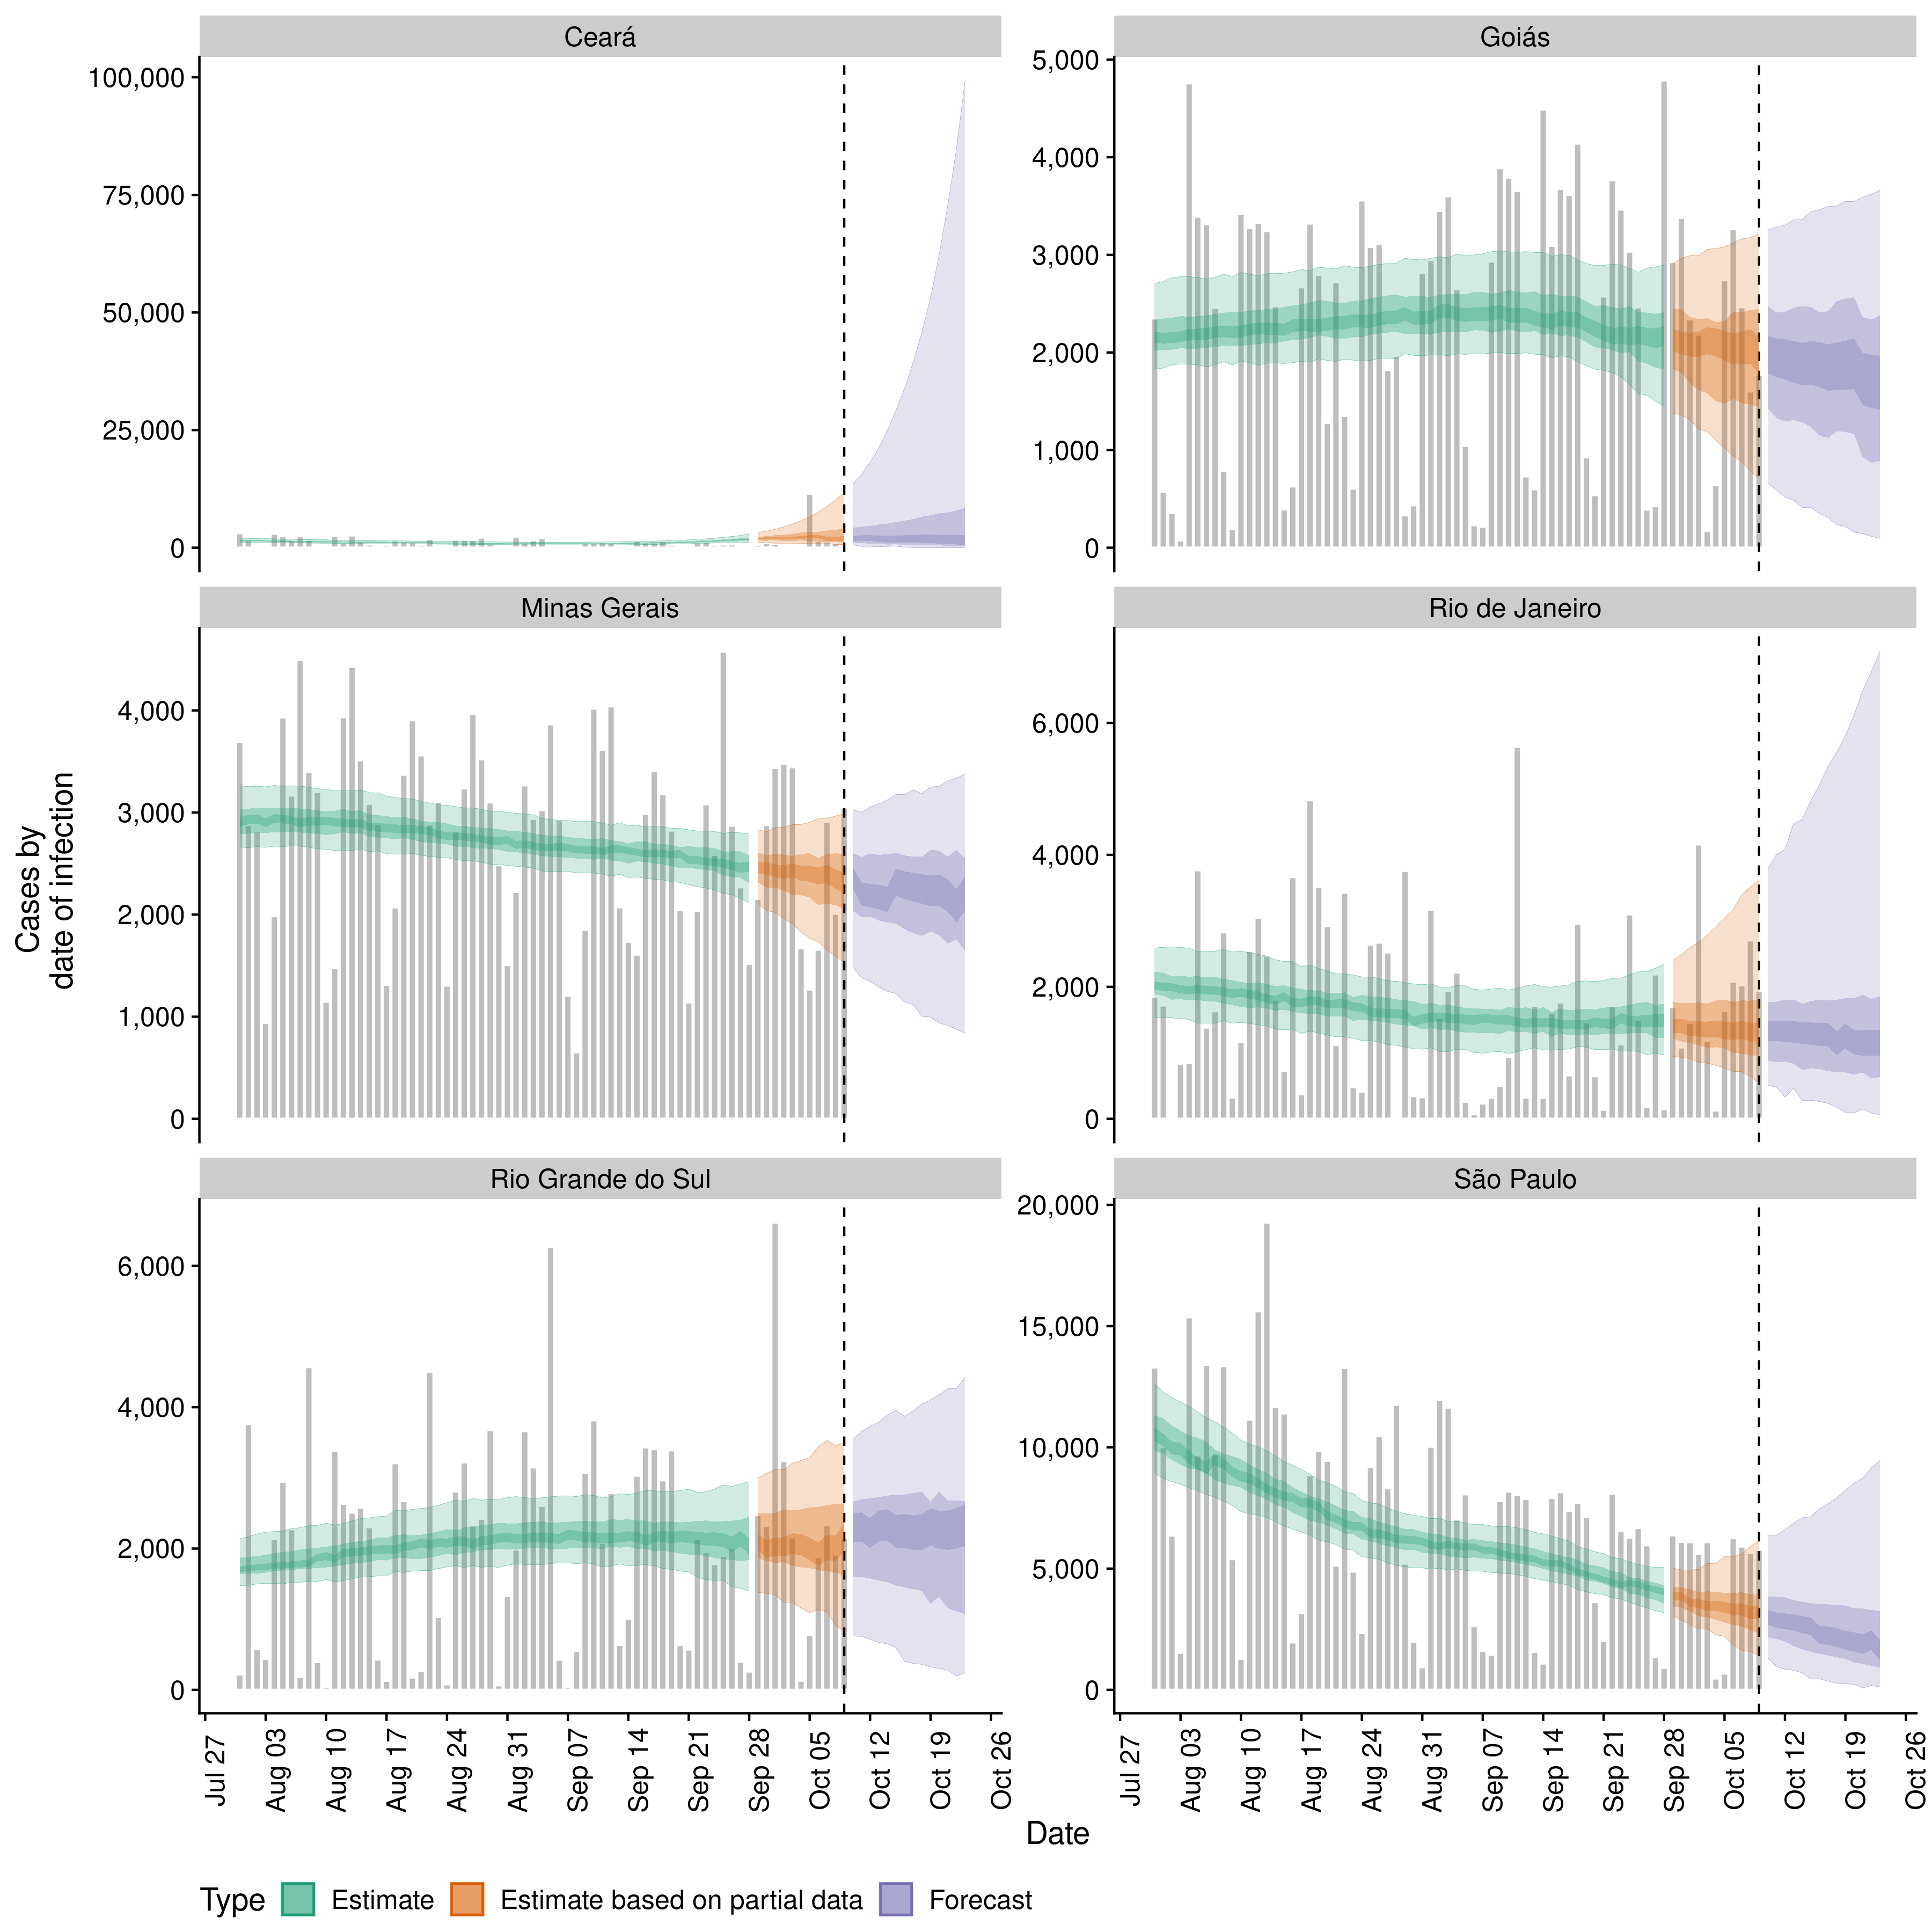 Ceará
Goiás
100,000
75,000
50,000
25,000
0
5,000
4,000
3,000
2,000
1,000
0
Minas Gerais
Rio de Janeiro
4,000
3,000
2,000
1,000
0
6,000
4,000
2,000
0
Cases by
date of infection
Rio Grande do Sul
São Paulo
6,000
4,000
2,000
0
20,000
15,000
10,000
5,000
0
Jul 27
Aug 03
Aug 10
Aug 17
Aug 24
Aug 31
Sep 07
Sep 14
Sep 21
Sep 28
Oct 05
Oct 12
Oct 19
Oct 26
Jul 27
Aug 03
Aug 10
Aug 17
Aug 24
Aug 31
Sep 07
Sep 14
Sep 21
Sep 28
Oct 05
Oct 12
Oct 19
Oct 26
Date
Type Estimate Estimate based on partial data Forecast